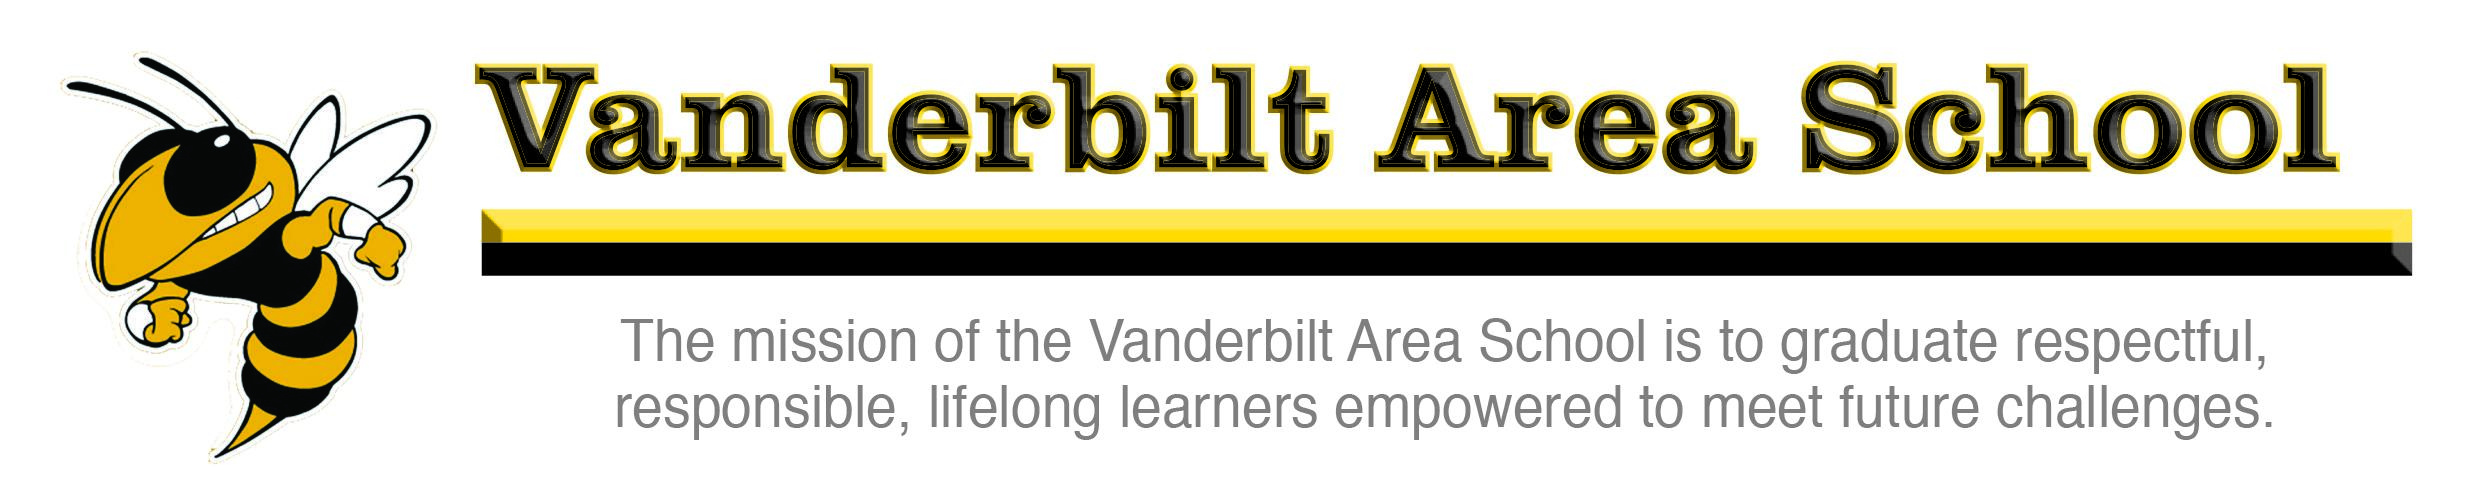 Vanderbilt Area School
The mission of the Vanderbilt Area School is to graduate respectful,
responsible, lifelong learners empowered to meet future challenges.